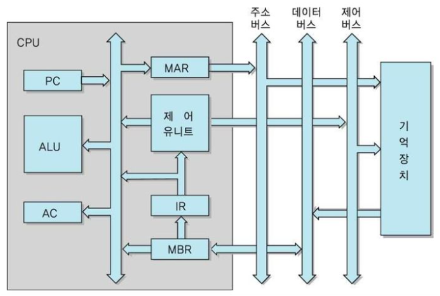 주소 데이터 제어
버스 버스 버스
CPU
MAR
PC
제 어
유니트
기
억
장
치
ALU
IR
AC
MBR